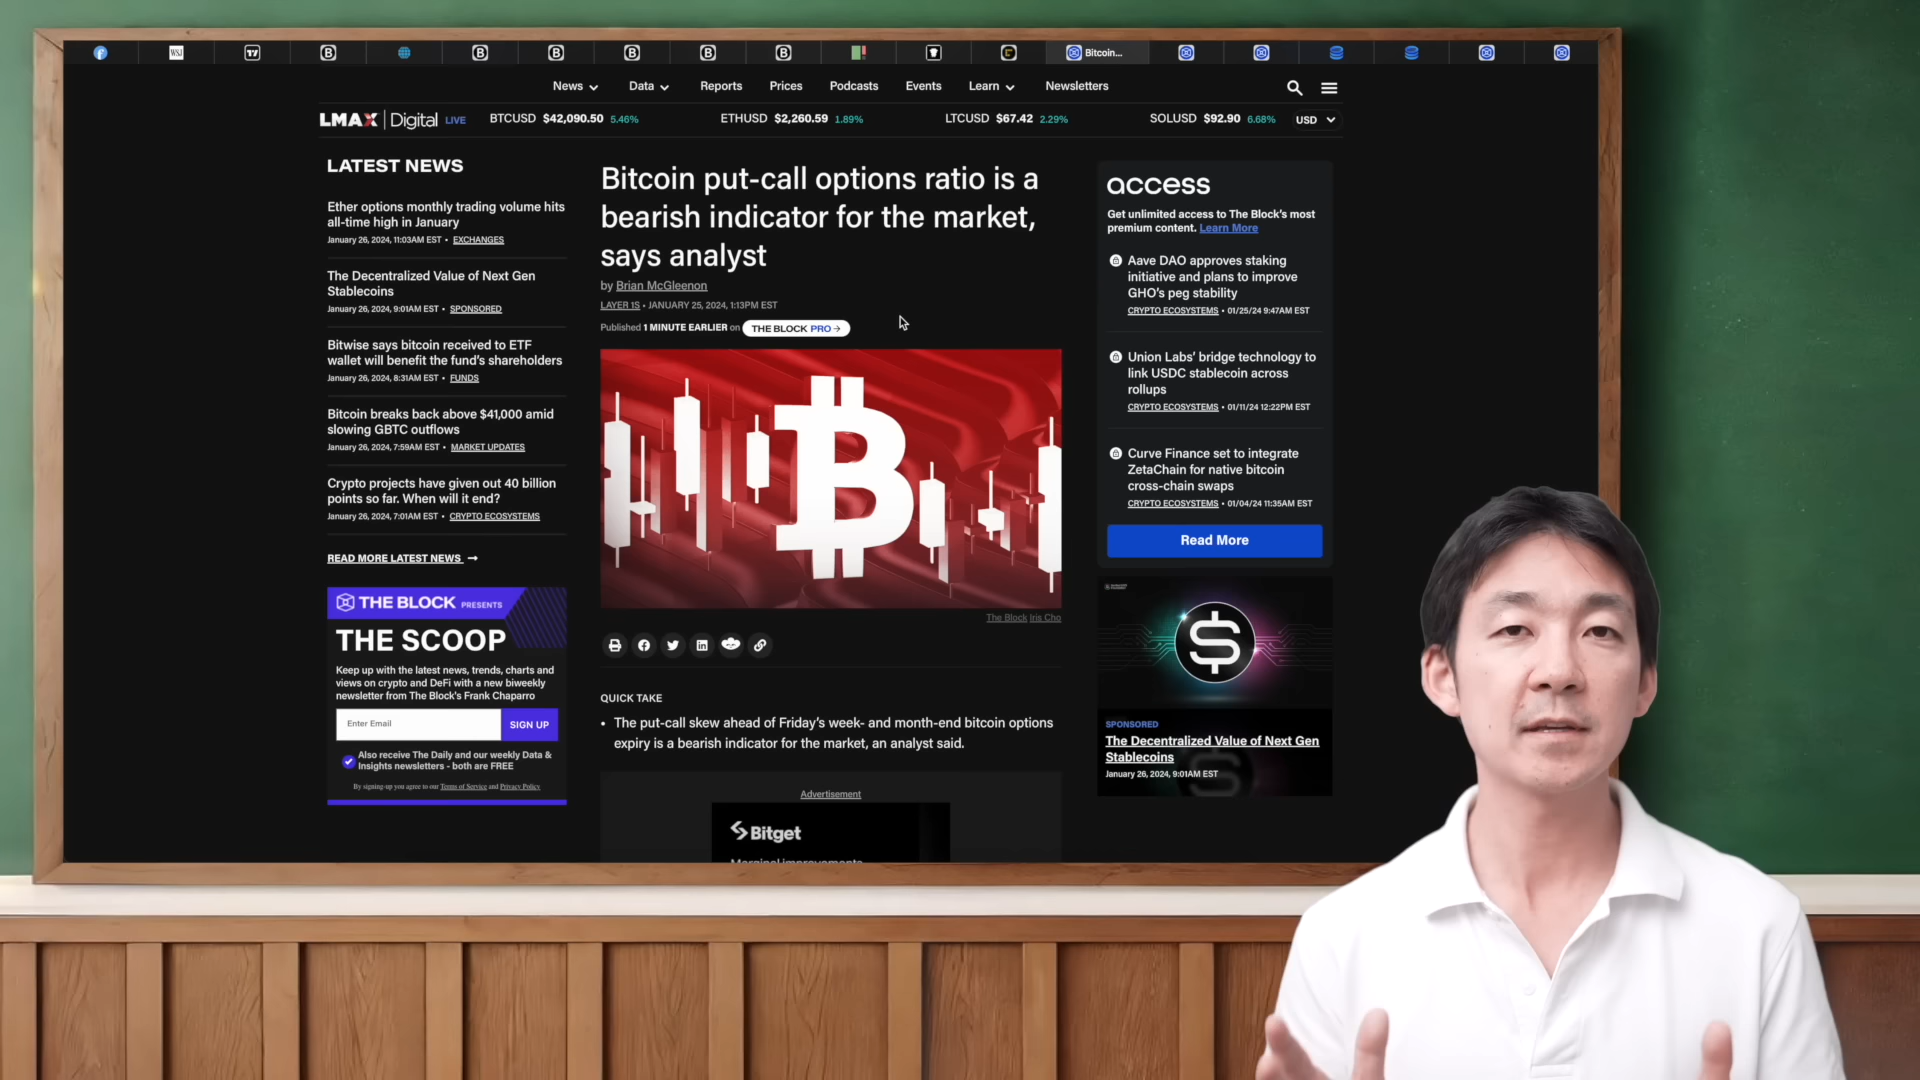 WSJ
Bitcoin...
News
Data
Reports
Prices
Podcasts
Events
Learn
Newsletters
LMAX Digital LIVE
BTCUSD $42,090.50 5.46%
ETHUSD $2,260.59 1.89%
LTCUSD $67.42 2.29%
SOLUSD $92.90 6.68%
USD
LATEST NEWS
Ether options monthly trading volume hits
all-time high in January
January 26, 2024, 11:03AM EST • EXCHANGES
The Decentralized Value of Next Gen
Stablecoins
January 26, 2024, 9:01AM EST • SPONSORED
Bitwise says bitcoin received to ETF
wallet will benefit the fund's shareholders
January 26, 2024, 8:31AM EST • FUNDS
Bitcoin breaks back above $41,000 amid
slowing GBTC outflows
January 26, 2024, 7:59AM EST • MARKET UPDATES
Crypto projects have given out 40 billion
points so far. When will it end?
January 26, 2024, 7:01AM EST • CRYPTO ECOSYSTEMS
READ MORE LATEST NEWS →
THE BLOCK PRESENTS
THE SCOOP
Keep up with the latest news, trends, charts and
views on crypto and DeFi with a new biweekly
newsletter from The Block's Frank Chaparro
Enter Email
SIGN UP
Also receive The Daily and our weekly Data &
Insights newsletters - both are FREE
By signing-up you agree to our Terms of Service and Privacy Policy
Bitcoin put-call options ratio is a
bearish indicator for the market,
says analyst
by Brian McGleenon
LAYER 1S • JANUARY 25, 2024, 1:13PM EST
Published 1 MINUTE EARLIER on THE BLOCK PRO →
The Block Iris Cho
QUICK TAKE
• The put-call skew ahead of Friday's week- and month-end bitcoin options
expiry is a bearish indicator for the market, an analyst said.
Advertisement
Bitget
Marginal improvements
access
Get unlimited access to The Block's most
premium content. Learn More
Aave DAO approves staking
initiative and plans to improve
GHO's peg stability
CRYPTO ECOSYSTEMS • 01/25/24 9:47AM EST
Union Labs' bridge technology to
link USDC stablecoin across
rollups
CRYPTO ECOSYSTEMS • 01/11/24 12:22PM EST
Curve Finance set to integrate
ZetaChain for native bitcoin
cross-chain swaps
CRYPTO ECOSYSTEMS • 01/04/24 11:35AM EST
Read More
SPONSORED
The Decentralized Value of Next Gen
Stablecoins
January 26, 2024, 9:01AM EST